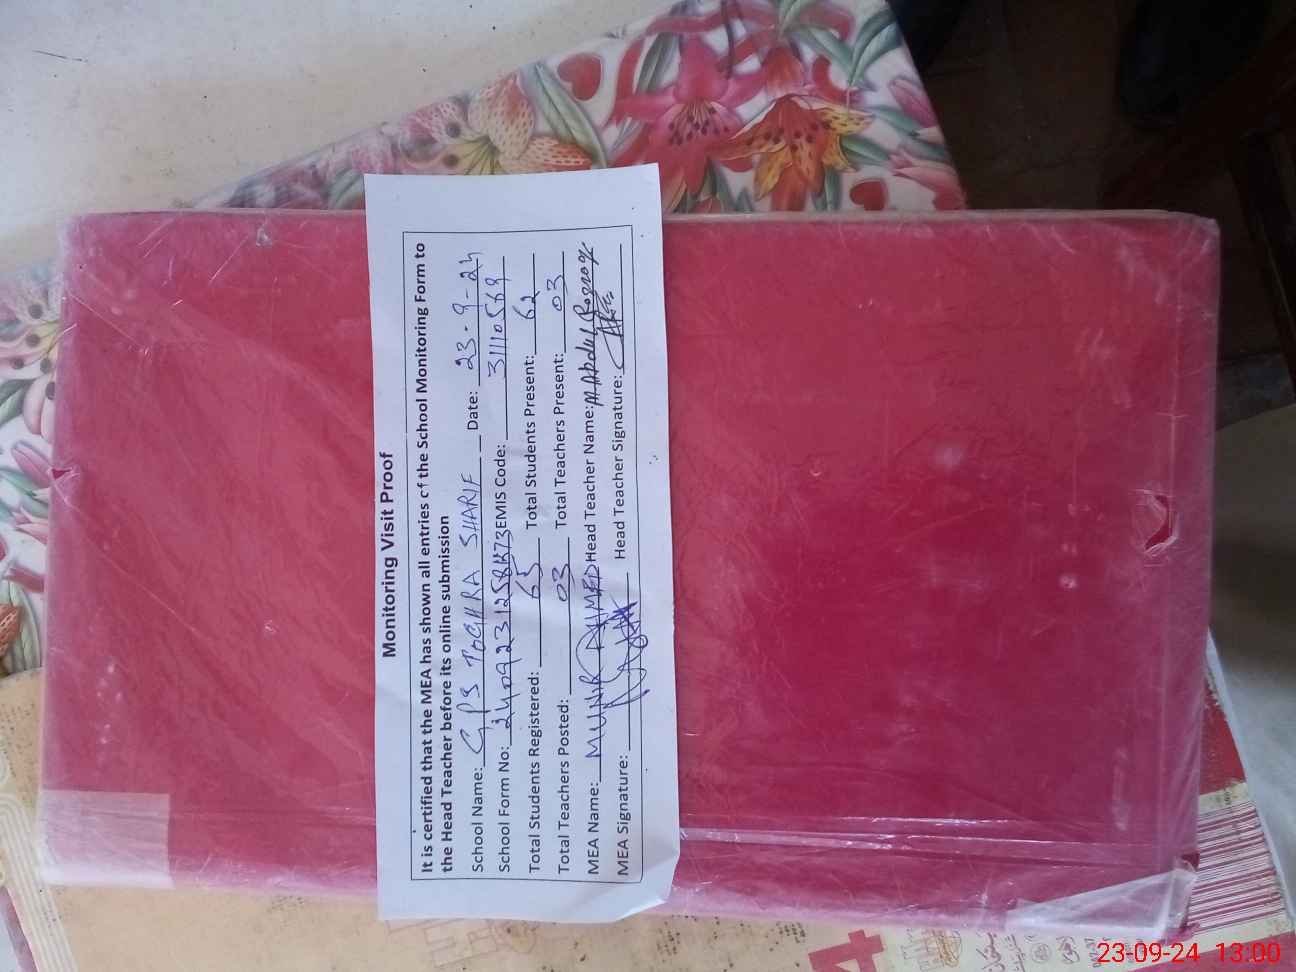 Monitoring Visit Proof
It is certified that the MEA has shown all entries of the School Monitoring Form to
the Head Teacher before its online submission
School Name: GPS TOGHRA SHARIF Date: 23-9-24
School Form No: EMIS Code: 31110569
Total Students Registered: 65 Total Students Present: 62
Total Teachers Posted: 03 Total Teachers Present: 03
MEA Name: MUNIR AHMED Head Teacher Name: M Abdul
MEA Signature: Head Teacher Signature:
23-09-24 13:00